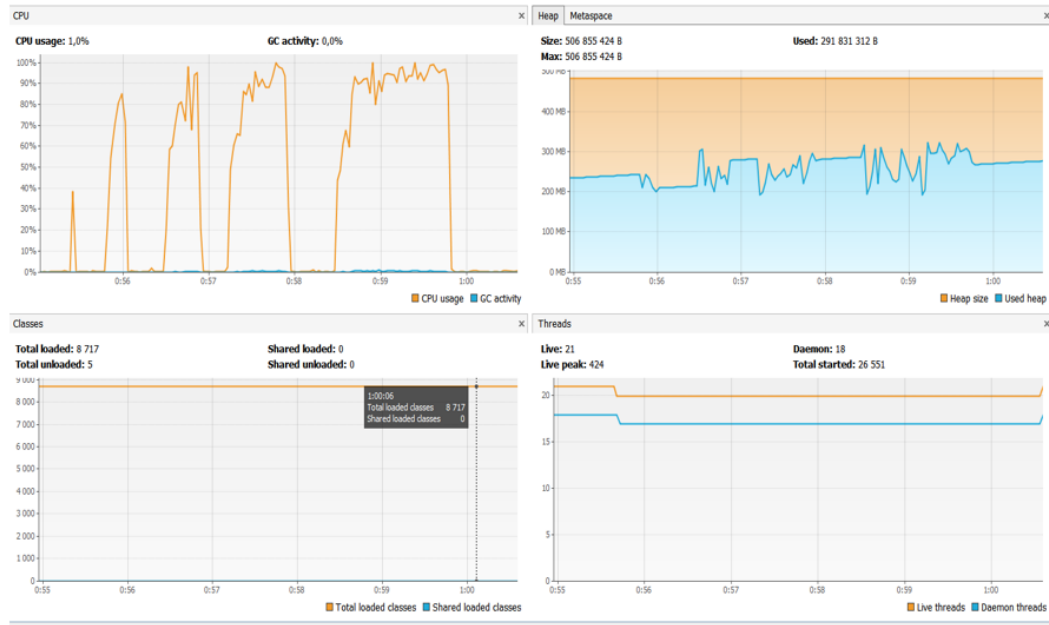 CPU
CPU usage: 1,0%
GC activity: 0,0%
100%
90%
80%
70%
60%
50%
40%
30%
20%
10%
0%
0:56
0:57
0:58
0:59
1:00
CPU usage
GC activity
Heap
Metaspace
Size: 506 855 424 B
Used: 291 831 312 B
Max: 506 855 424 B
500 MB
400 MB
300 MB
200 MB
100 MB
0 MB
0:55
0:56
0:57
0:58
0:59
1:00
Heap size
Used heap
Classes
Total loaded: 8 717
Shared loaded: 0
Total unloaded: 5
Shared unloaded: 0
9 000
8 000
7 000
6 000
5 000
4 000
3 000
2 000
1 000
0
1:00:06
Total loaded classes 8 717
Shared loaded classes 0
0:55
0:56
0:57
0:58
0:59
1:00
Total loaded classes
Shared loaded classes
Threads
Live: 21
Daemon: 18
Live peak: 424
Total started: 26 551
20
15
10
5
0
0:55
0:56
0:57
0:58
0:59
1:00
Live threads
Daemon threads